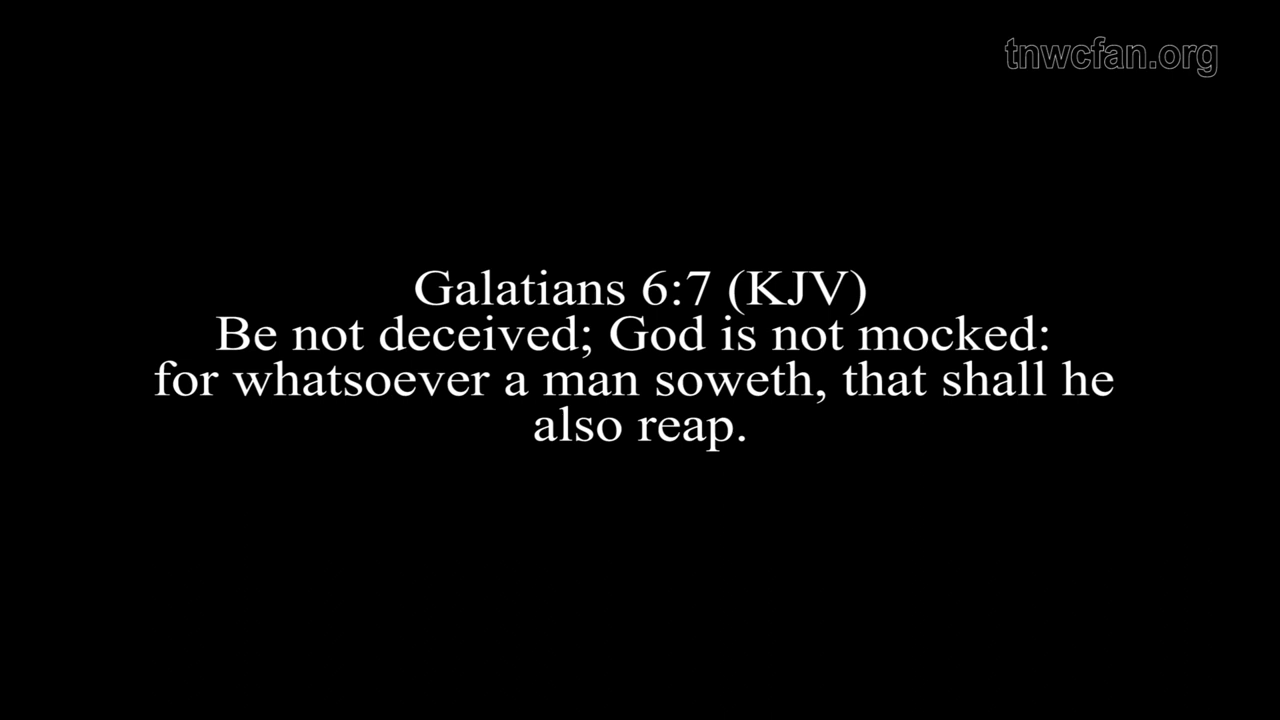 tnwcfan.org
Galatians 6:7 (KJV)
Be not deceived; God is not mocked:
for whatsoever a man soweth, that shall he
also reap.